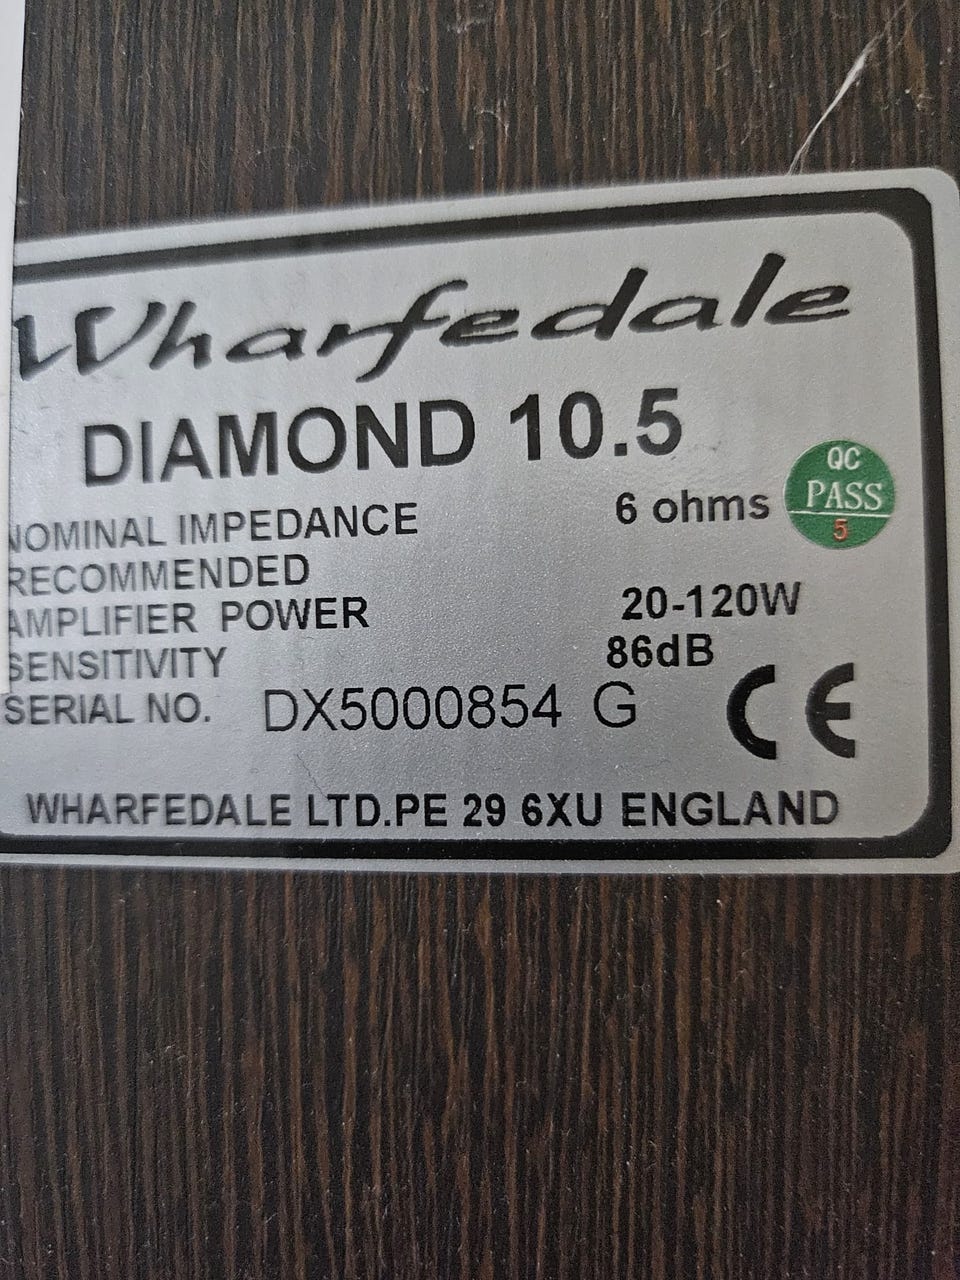 Wharfedale
DIAMOND 10.5
NOMINAL IMPEDANCE 6 ohms
RECOMMENDED
AMPLIFIER POWER 20-120W
SENSITIVITY 86dB
SERIAL NO. DX5000854 G
CE
WHARFEDALE LTD.PE 29 6XU ENGLAND
QC
PASS
5